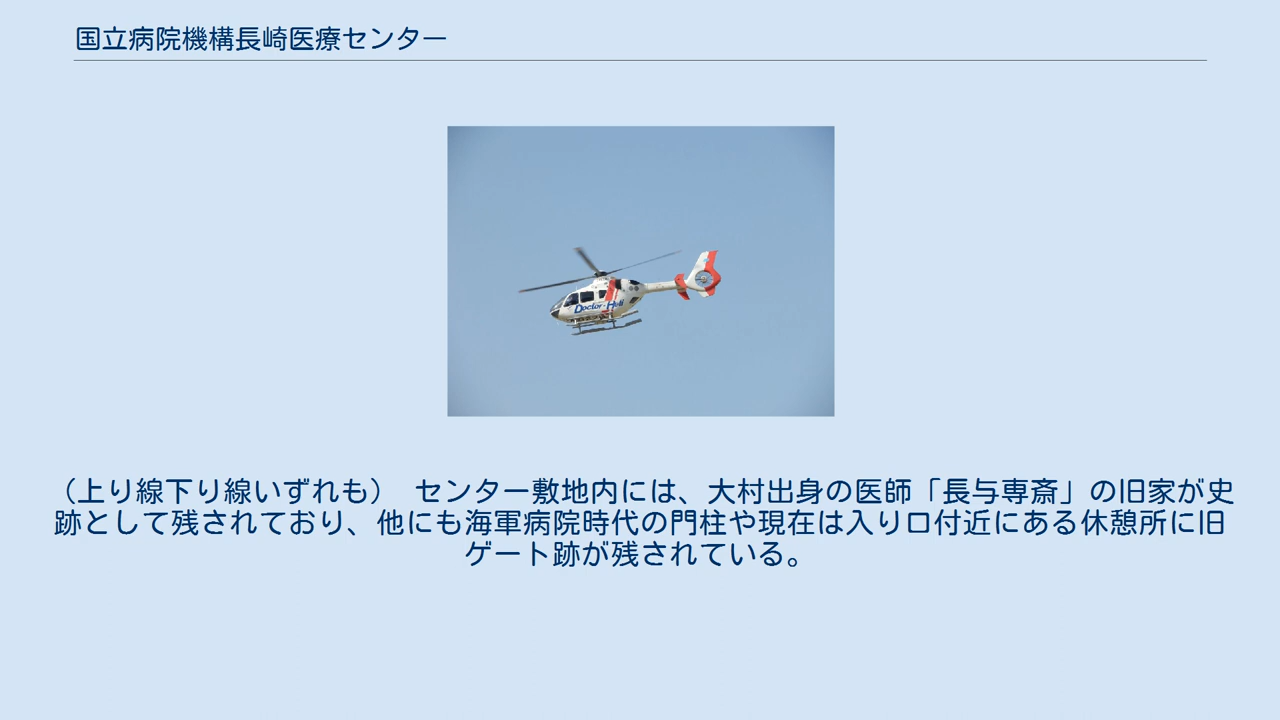 国立病院機構長崎医療センター
Doctor-Heli
（上り線下り線いずれも）　センター敷地内には、大村出身の医師「長与専斎」の旧家が史
跡として残されており、他にも海軍病院時代の門柱や現在は入り口付近にある休憩所に旧
ゲート跡が残されている。